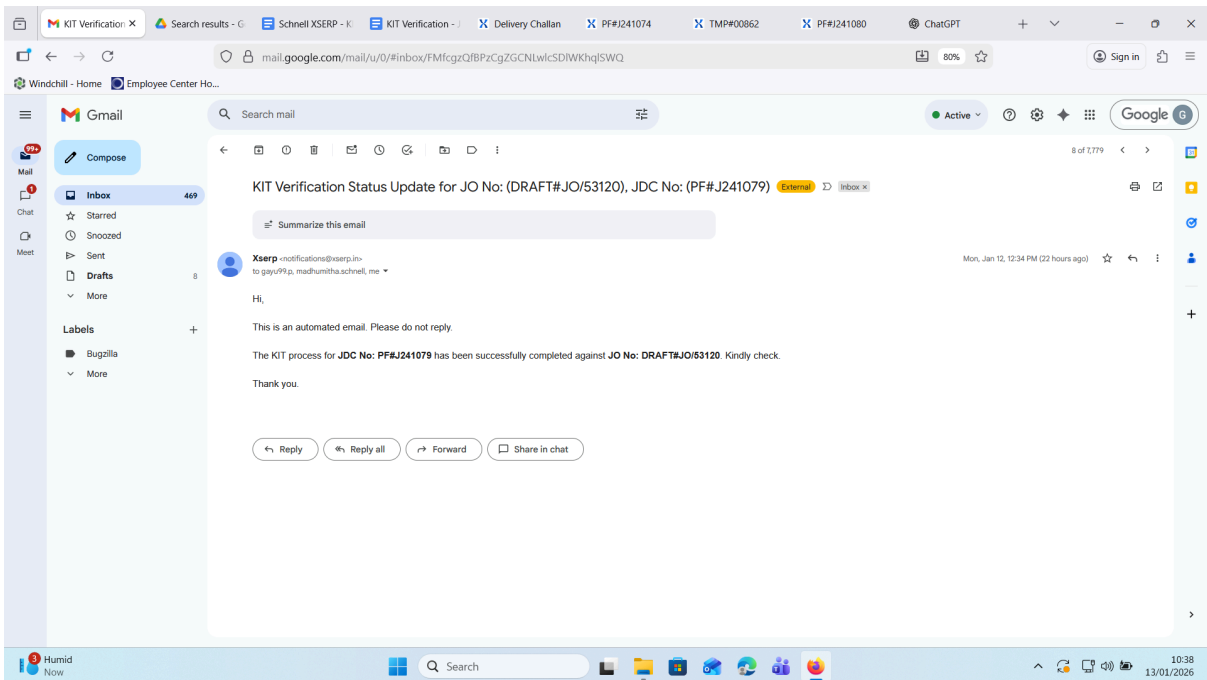 KIT Verification ×
Search results - G
Schnell XSERP - K
KIT Verification - J
Delivery Challan
PF#J241074
TMP#00862
PF#J241080
ChatGPT
mail.google.com/mail/u/0/#inbox/FMfcgzQfBPzCgZGCNLwlcSDlWKhqlSWQ
80%
Sign in
Windchill - Home
Employee Center Ho...
Gmail
Search mail
Active
Google
G
99+
Mail
Compose
8 of 7,779
Chat
Meet
Inbox 469
Starred
Snoozed
Sent
Drafts 8
More
Labels +
Bugzilla
More
KIT Verification Status Update for JO No: (DRAFT#JO/53120), JDC No: (PF#J241079) External Inbox ×
Summarize this email
Xserp <notifications@xserp.in>
Mon, Jan 12, 12:34 PM (22 hours ago)
to gayu99.p, madhumitha.schnell, me
Hi,
This is an automated email. Please do not reply.
The KIT process for JDC No: PF#J241079 has been successfully completed against JO No: DRAFT#JO/53120. Kindly check.
Thank you.
Reply
Reply all
Forward
Share in chat
3
Humid
Now
Search
10:38
13/01/2026